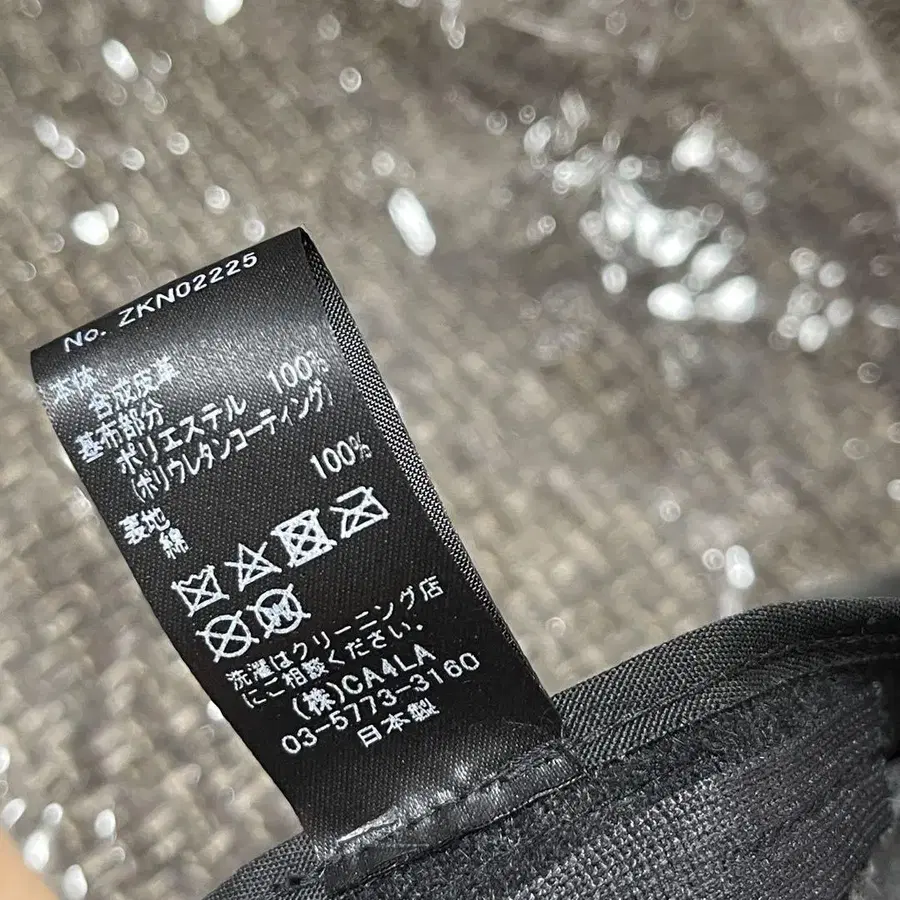 No. ZKN02225
本体
合成皮革
基布部分
ポリエステル 100%
(ポリウレタンコーティング)
裏地
綿 100%
洗濯はクリーニング店
にご相談ください。
(株)CA4LA
03-5773-3160
日本製